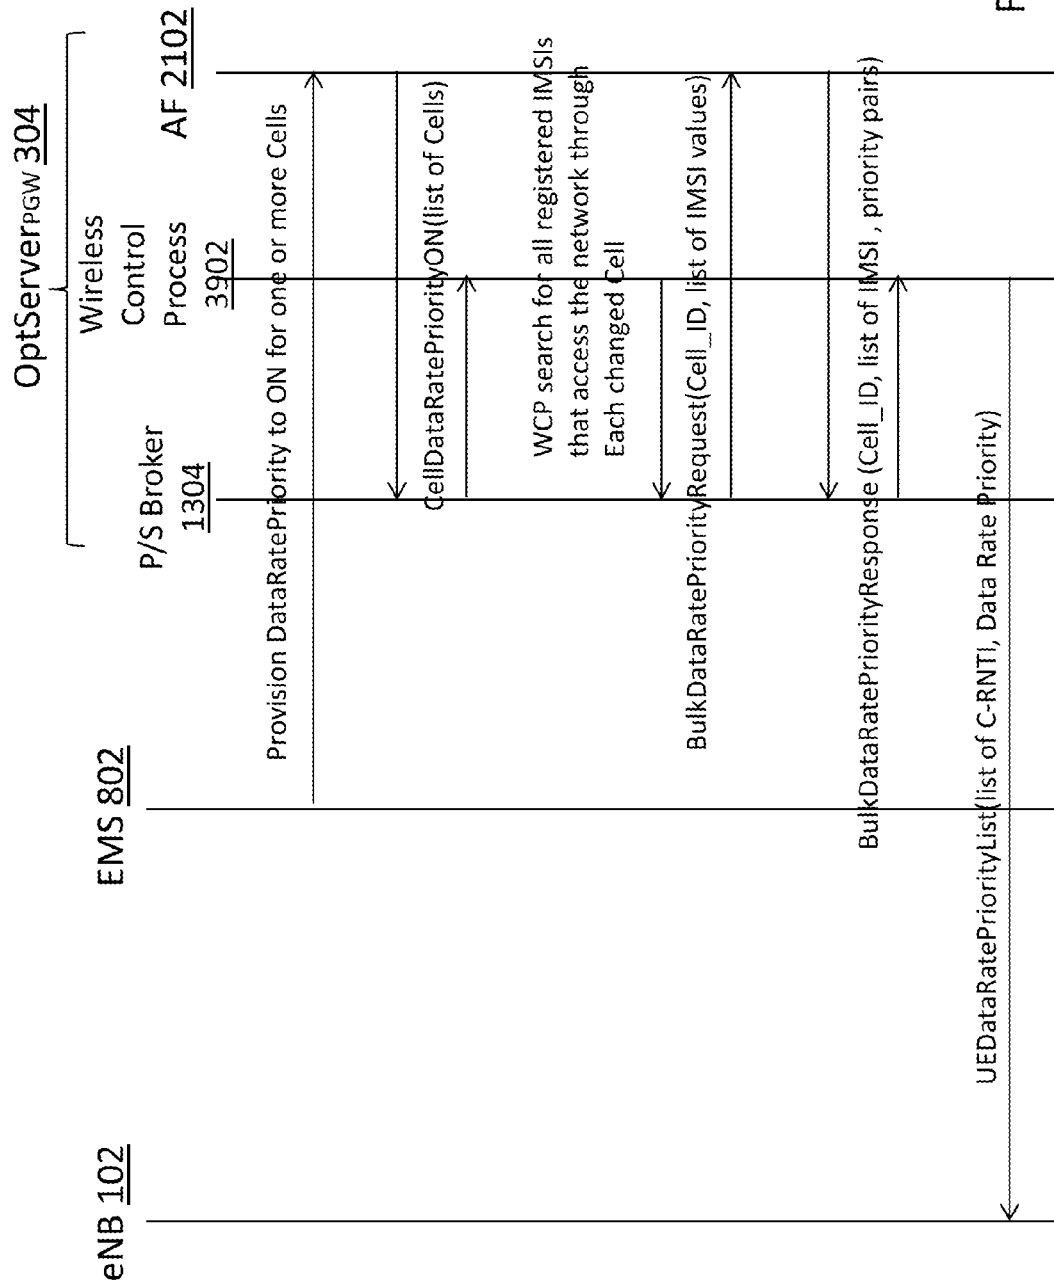 OptServerPGW 304
eNB 102
EMS 802
P/S Broker
1304
Wireless
Control
Process
3902
AF 2102
Provision DataRatePriority to ON for one or more Cells
CellDataRatePriorityON(list of Cells)
WCP search for all registered IMSIs
that access the network through
Each changed Cell
BulkDataRatePriorityRequest(Cell_ID, list of IMSI values)
BulkDataRatePriorityResponse (Cell_ID, list of IMSI , priority pairs)
UEDataRatePriorityList(list of C-RNTI, Data Rate Priority)